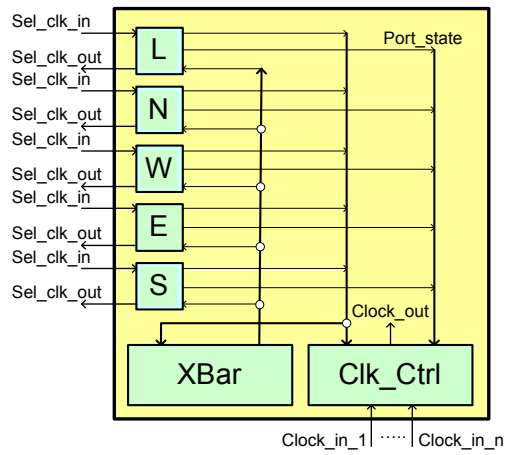 Sel_clk_in
L
Port_state
Sel_clk_out
Sel_clk_in
N
Sel_clk_out
Sel_clk_in
W
Sel_clk_out
Sel_clk_in
E
Sel_clk_out
Sel_clk_in
S
Sel_clk_out
Clock_out
XBar
Clk_Ctrl
Clock_in_1 ..... Clock_in_n